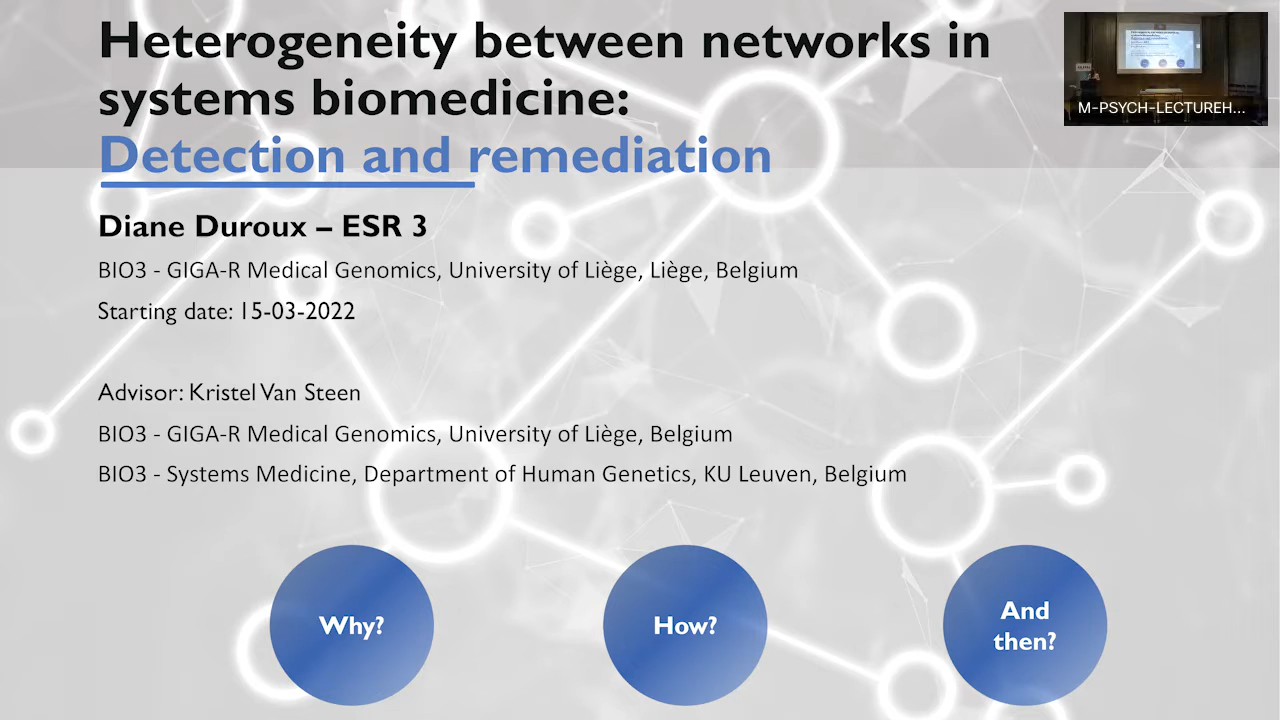 Heterogeneity between networks in
systems biomedicine:
Detection and remediation
Diane Duroux – ESR 3
BIO3 - GIGA-R Medical Genomics, University of Liège, Liège, Belgium
Starting date: 15-03-2022
Advisor: Kristel Van Steen
BIO3 - GIGA-R Medical Genomics, University of Liège, Belgium
BIO3 - Systems Medicine, Department of Human Genetics, KU Leuven, Belgium
Why?
How?
And
then?
M-PSYCH-LECTUREH...